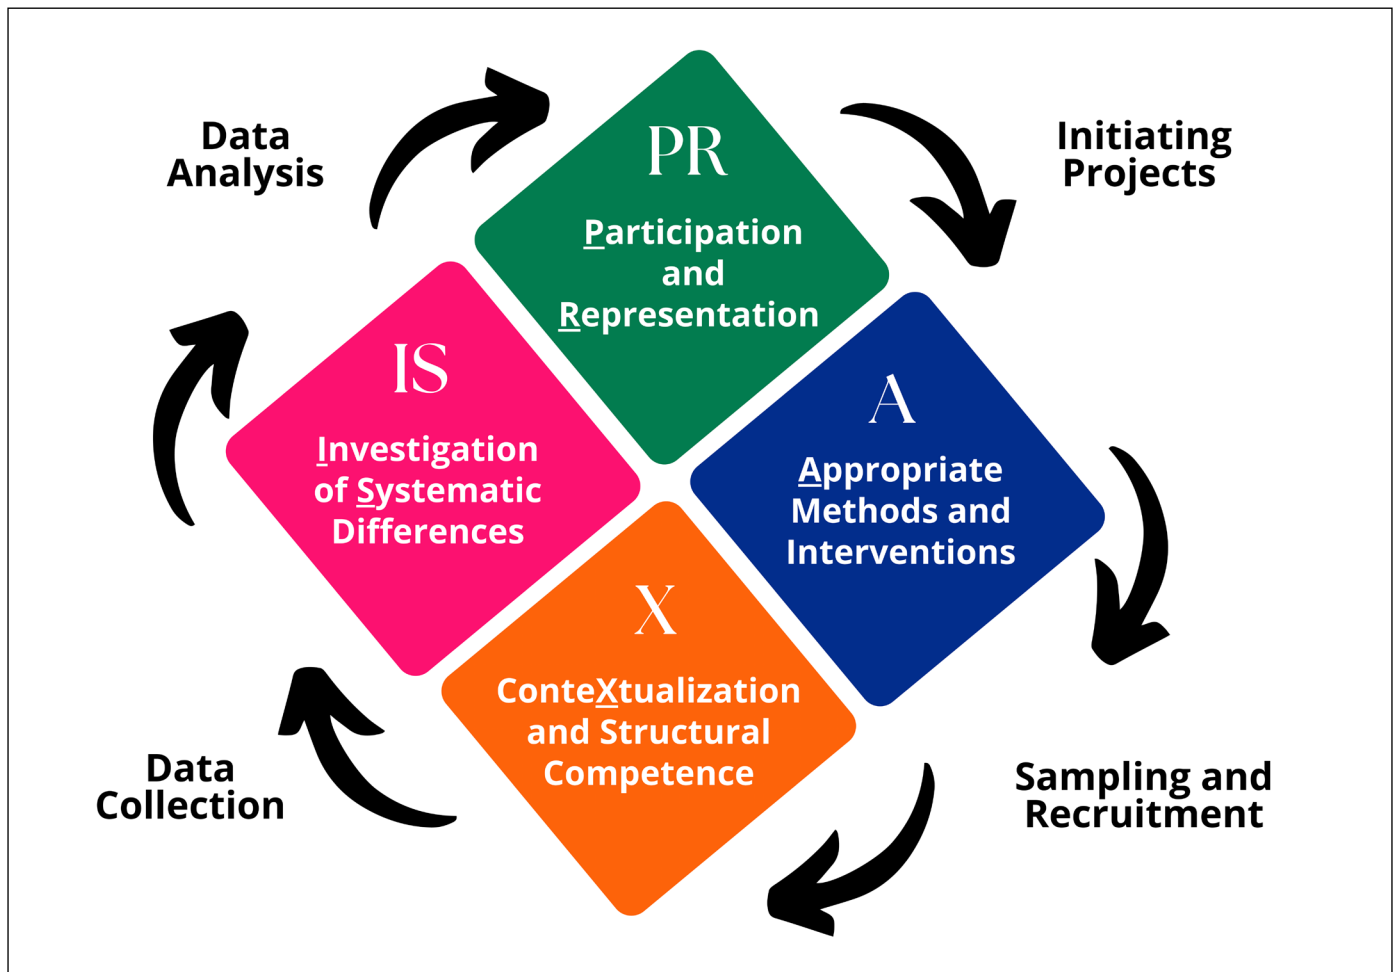 Data
Analysis
Initiating
Projects
PR
Participation
and
Representation
IS
Investigation
of Systematic
Differences
A
Appropriate
Methods and
Interventions
X
ConteXtualization
and Structural
Competence
Data
Collection
Sampling and
Recruitment